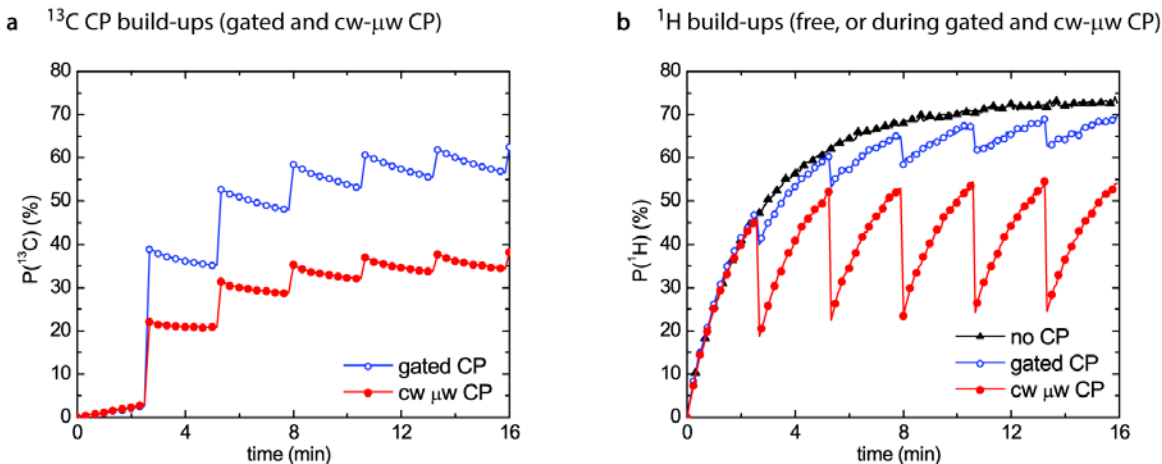 a ¹³C CP build-ups (gated and cw-μw CP)
80
70
60
50
40
30
20
10
0
P(¹³C) (%)
0 4 8 12 16
time (min)
gated CP
cw μw CP
b ¹H build-ups (free, or during gated and cw-μw CP)
80
70
60
50
40
30
20
10
0
P(¹H) (%)
0 4 8 12 16
time (min)
no CP
gated CP
cw μw CP